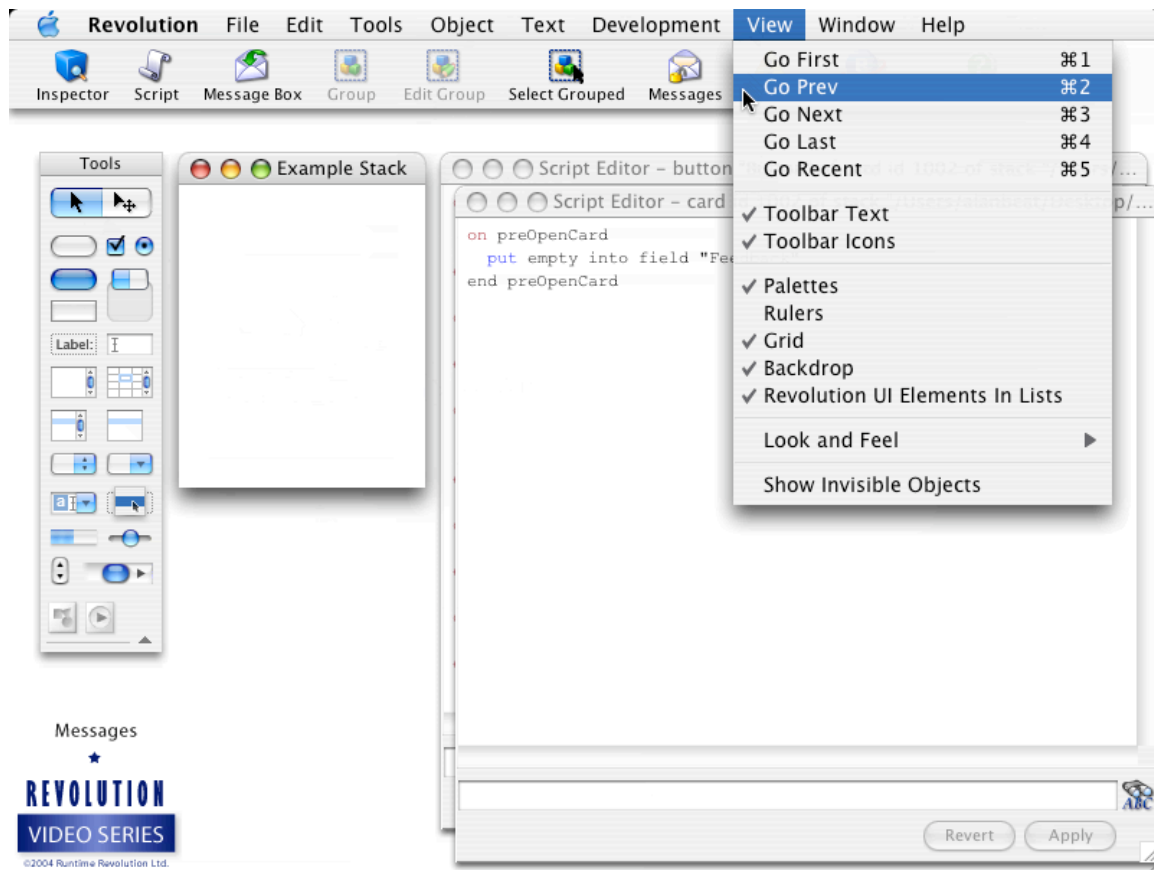 Revolution File Edit Tools Object Text Development View Window Help
Inspector Script Message Box Group Edit Group Select Grouped Messages
Go First ⌘1
Go Prev ⌘2
Go Next ⌘3
Go Last ⌘4
Go Recent ⌘5
✓ Toolbar Text
✓ Toolbar Icons
✓ Palettes
Rulers
✓ Grid
✓ Backdrop
✓ Revolution UI Elements In Lists
Look and Feel
Show Invisible Objects
Tools
Label:
a
Example Stack
Script Editor – button
Script Editor – card
on preOpenCard
put empty into field
end preOpenCard
ABC
Revert Apply
Messages
REVOLUTION
VIDEO SERIES
©2004 Runtime Revolution Ltd.